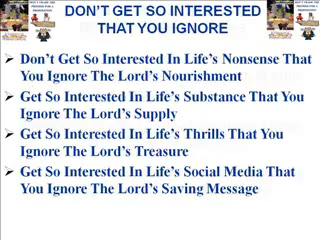 DON'T GET SO INTERESTED
THAT YOU IGNORE
➢ Don't Get So Interested In Life's Nonsense That
You Ignore The Lord's Nourishment
➢ Get So Interested In Life's Substance That You
Ignore The Lord's Supply
➢ Get So Interested In Life's Thrills That You
Ignore The Lord's Treasure
➢ Get So Interested In Life's Social Media That
You Ignore The Lord's Saving Message